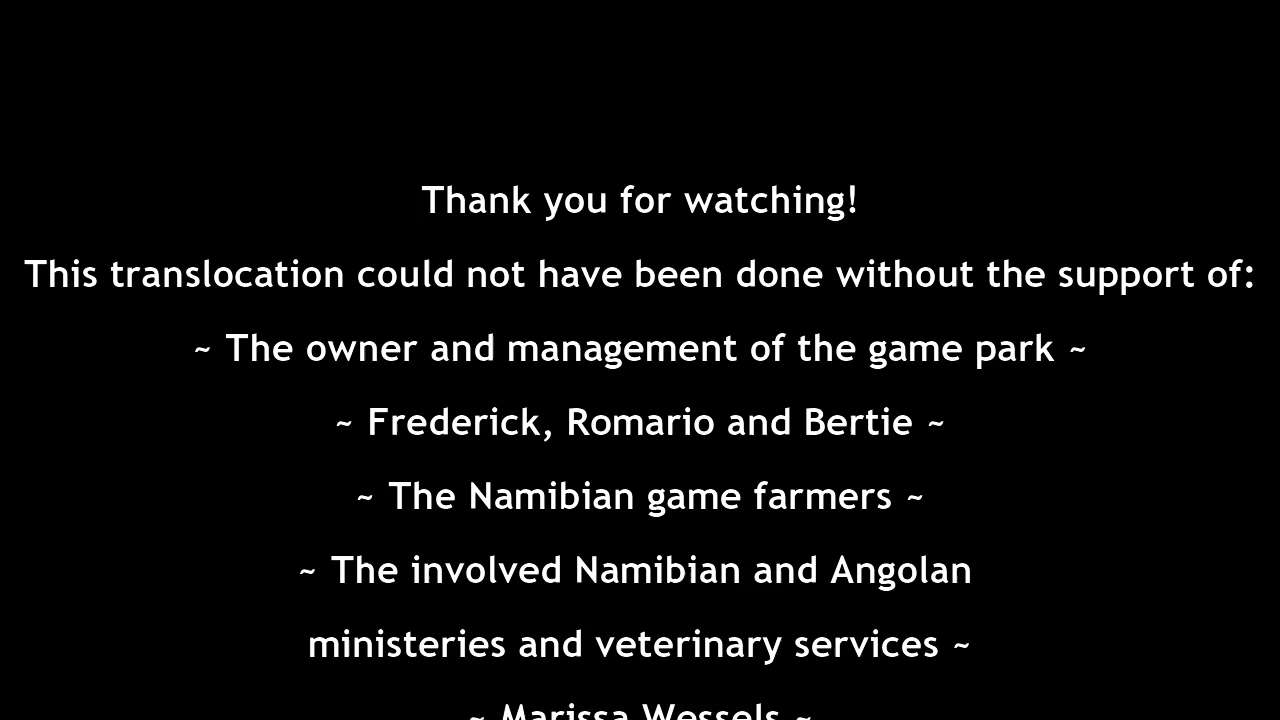 Thank you for watching!
This translocation could not have been done without the support of:
~ The owner and management of the game park ~
~ Frederick, Romario and Bertie ~
~ The Namibian game farmers ~
~ The involved Namibian and Angolan
ministeries and veterinary services ~
~ Marissa Wessels ~